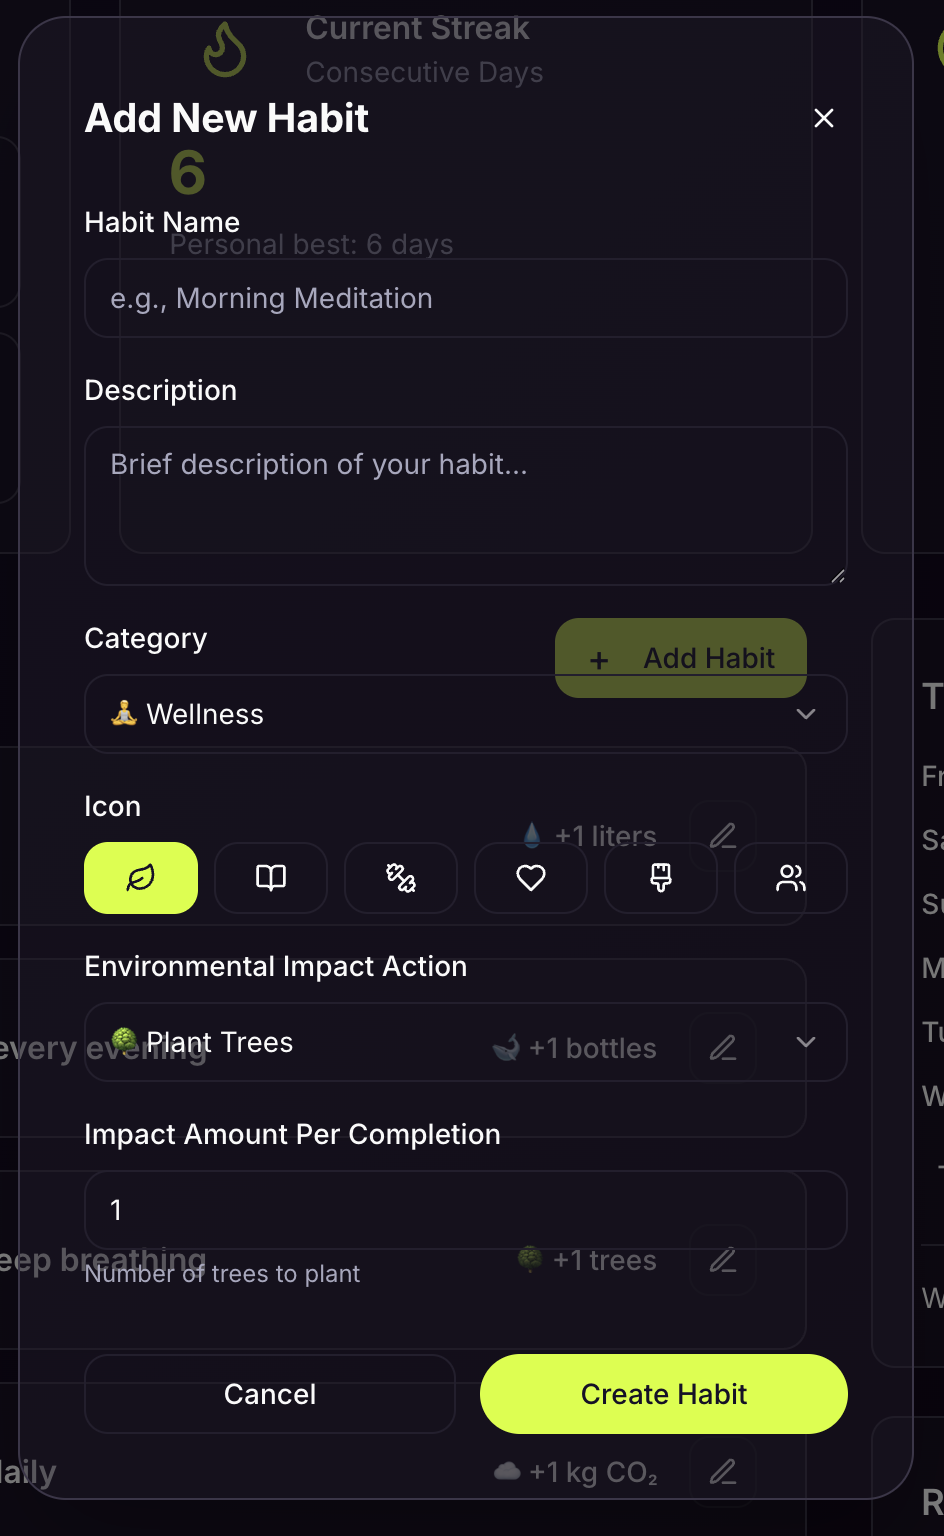 Current Streak
Consecutive Days
Add New Habit
6
Habit Name
Personal best: 6 days
e.g., Morning Meditation
Description
Brief description of your habit...
Category
+ Add Habit
Wellness
Icon
+1 liters
Environmental Impact Action
Plant Trees
every evening
+1 bottles
Impact Amount Per Completion
1
eep breathing
+1 trees
Number of trees to plant
Cancel
Create Habit
daily
+1 kg CO₂
T
Fr
Sa
Su
M
Tu
W
W
R